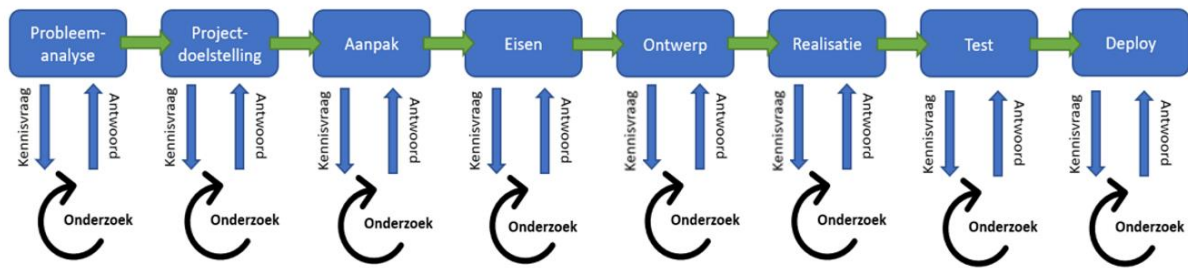 Probleem-
analyse
Project-
doelstelling
Aanpak
Eisen
Ontwerp
Realisatie
Test
Deploy
Kennisvraag
Antwoord
Kennisvraag
Antwoord
Kennisvraag
Antwoord
Kennisvraag
Antwoord
Kennisvraag
Antwoord
Kennisvraag
Antwoord
Kennisvraag
Antwoord
Kennisvraag
Antwoord
Onderzoek
Onderzoek
Onderzoek
Onderzoek
Onderzoek
Onderzoek
Onderzoek
Onderzoek